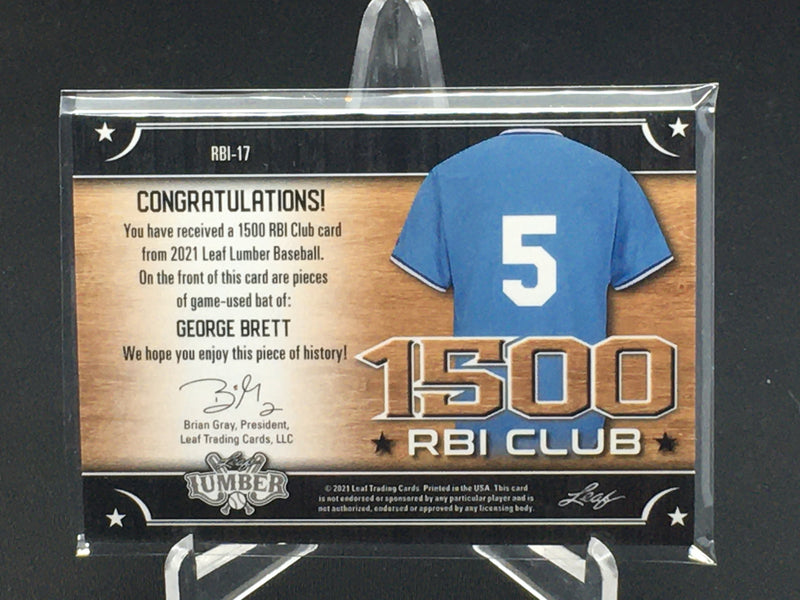 RBI-17
CONGRATULATIONS!
You have received a 1500 RBI Club card
from 2021 Leaf Lumber Baseball.
On the front of this card are pieces
of game-used bat of:
GEORGE BRETT
We hope you enjoy this piece of history!
Brian Gray, President,
Leaf Trading Cards, LLC
5
1500
RBI CLUB
Leaf
LUMBER
© 2021 Leaf Trading Cards. Printed in the USA. This card
is not endorsed or sponsored by any particular player and is
not authorized, endorsed or approved by any licensing body.
Leaf